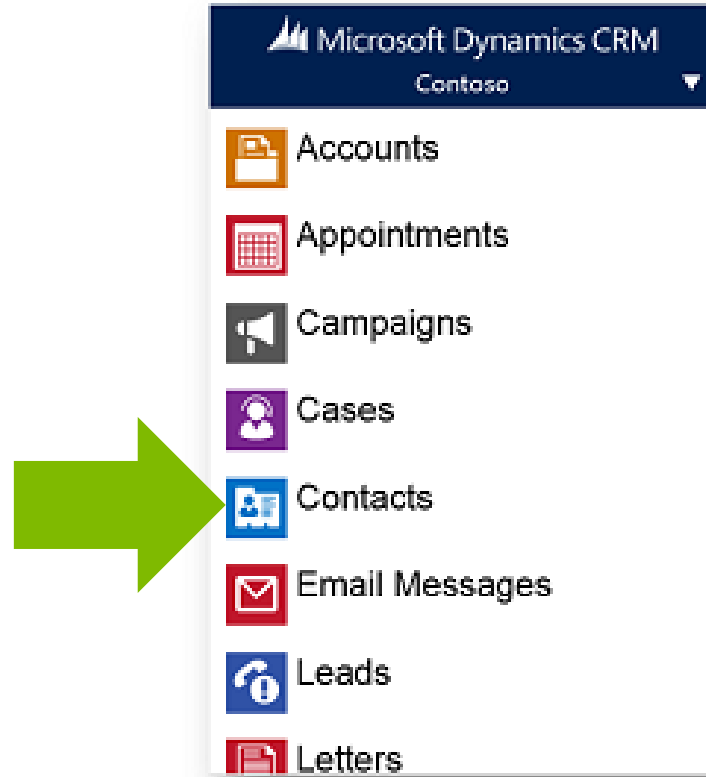 Microsoft Dynamics CRM
Contoso
Accounts
Appointments
Campaigns
Cases
Contacts
Email Messages
Leads
Letters